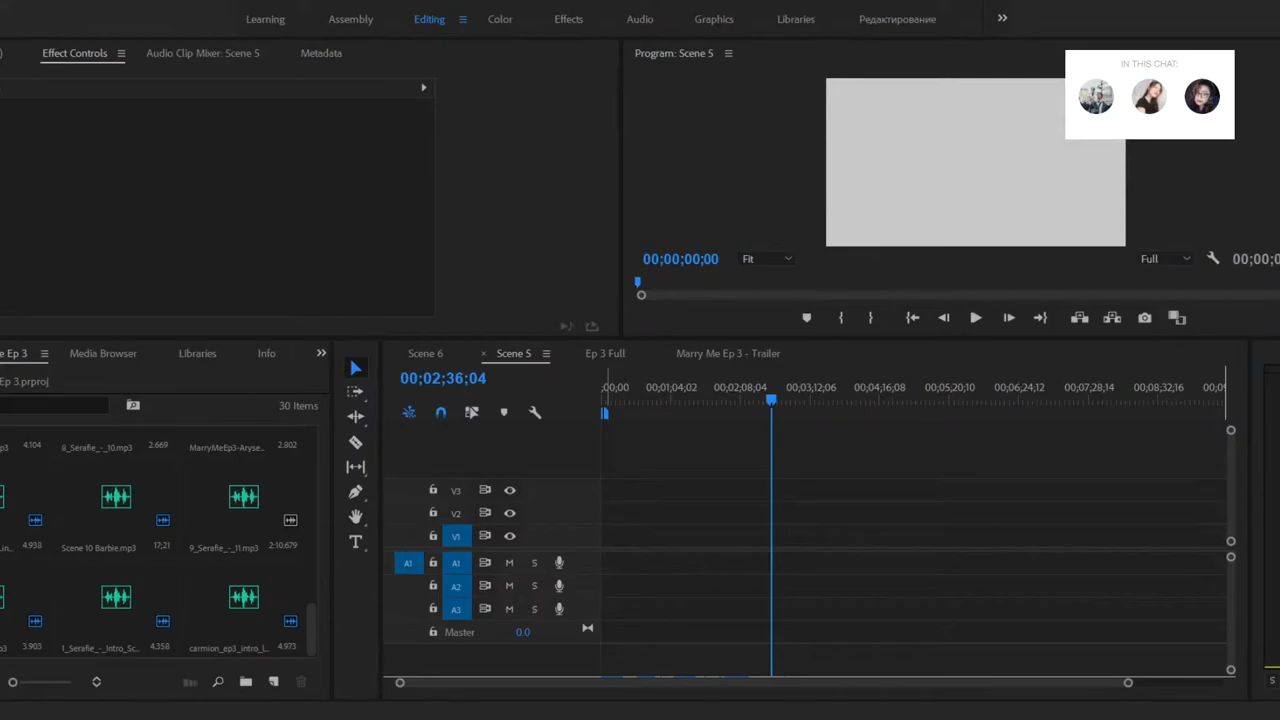 Learning Assembly Editing Color Effects Audio Graphics Libraries Редактирование
Effect Controls Audio Clip Mixer: Scene 5 Metadata
Program: Scene 5
IN THIS CHAT:
00;00;00;00 Fit Full 00;00;0
Ep 3 Media Browser Libraries Info
Scene 6 × Scene 5 Ep 3 Full Marry Me Ep 3 - Trailer
Ep 3.prproj
00;02;36;04
;00;00 00;01;04;02 00;02;08;04 00;03;12;06 00;04;16;08 00;05;20;10 00;06;24;12 00;07;28;14 00;08;32;16
30 Items
4.104 8_Serafie_-_10.mp3 2.669 MarryMeEp3-Aryse... 2.802
V3
V2
V1
4.938 Scene 10 Barbie.mp3 17;21 9_Serafie_-_11.mp3 2:10.679
A1 A1 M S
A2 M S
A3 M S
Master 0.0
3.903 1_Serafie_-_Intro_Sc... 4.358 carmion_ep3_intro_l... 4.973
S